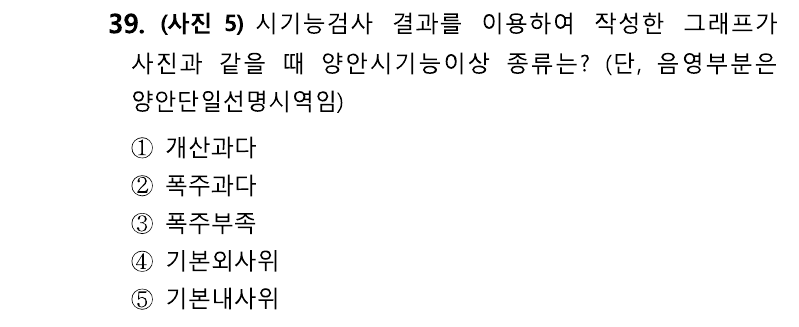 39. (사진 5) 시기능검사 결과를 이용하여 작성한 그래프가
사진과 같을 때 양안시기능이상 종류는? (단, 음영부분은
양안단일선명시역임)
① 개산과다
② 폭주과다
③ 폭주부족
④ 기본외사위
⑤ 기본내사위